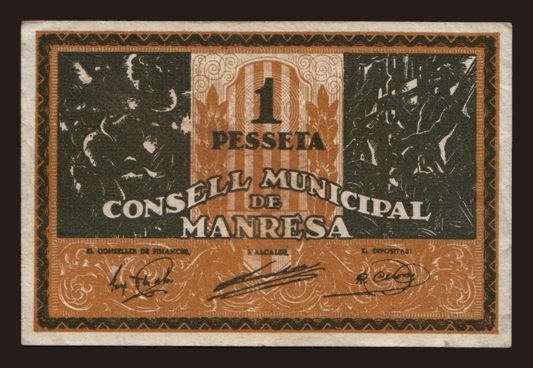 1
PESSETA
CONSELL MUNICIPAL
DE
MANRESA
EL CONSELLER DE FINANCES, L'ALCALDE, EL DIPOSITARI